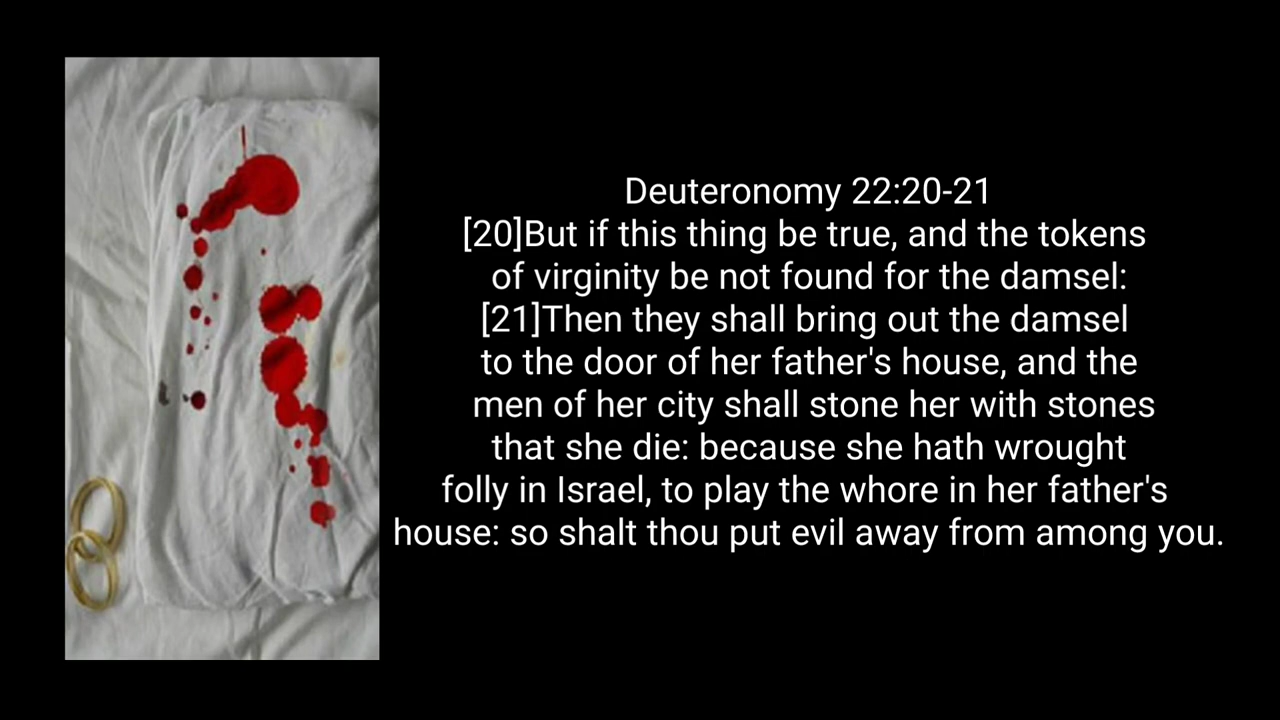 Deuteronomy 22:20-21
[20]But if this thing be true, and the tokens
of virginity be not found for the damsel:
[21]Then they shall bring out the damsel
to the door of her father's house, and the
men of her city shall stone her with stones
that she die: because she hath wrought
folly in Israel, to play the whore in her father's
house: so shalt thou put evil away from among you.